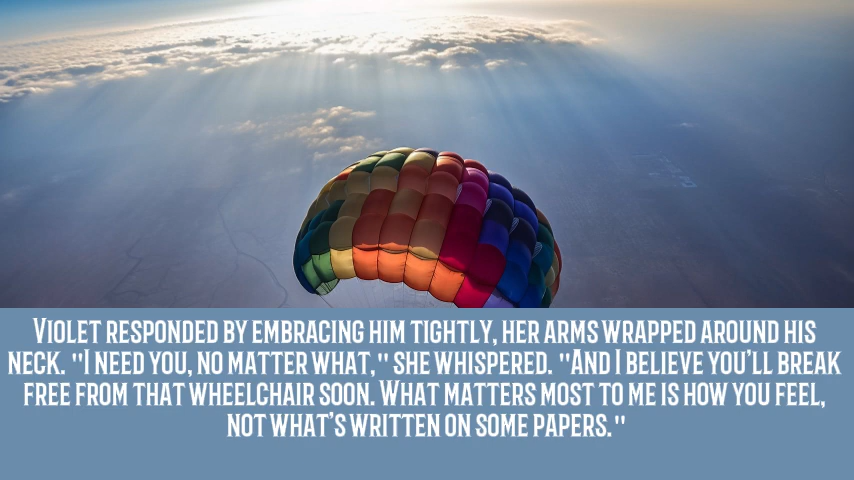 Violet responded by embracing him tightly, her arms wrapped around his
neck. "I need you, no matter what," she whispered. "And I believe you’ll break
free from that wheelchair soon. What matters most to me is how you feel,
not what’s written on some papers."